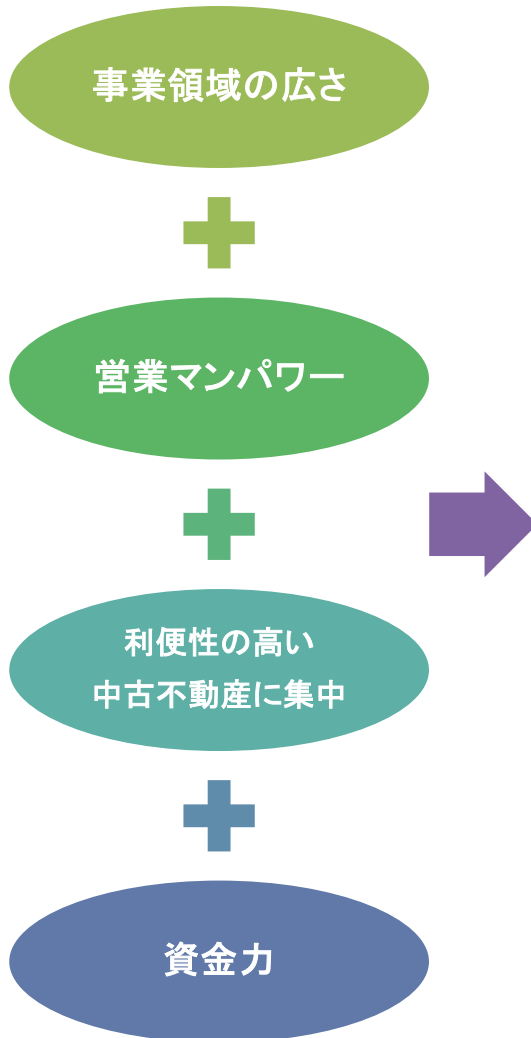 事業領域の広さ
営業マンパワー
利便性の高い
中古不動産に集中
資金力